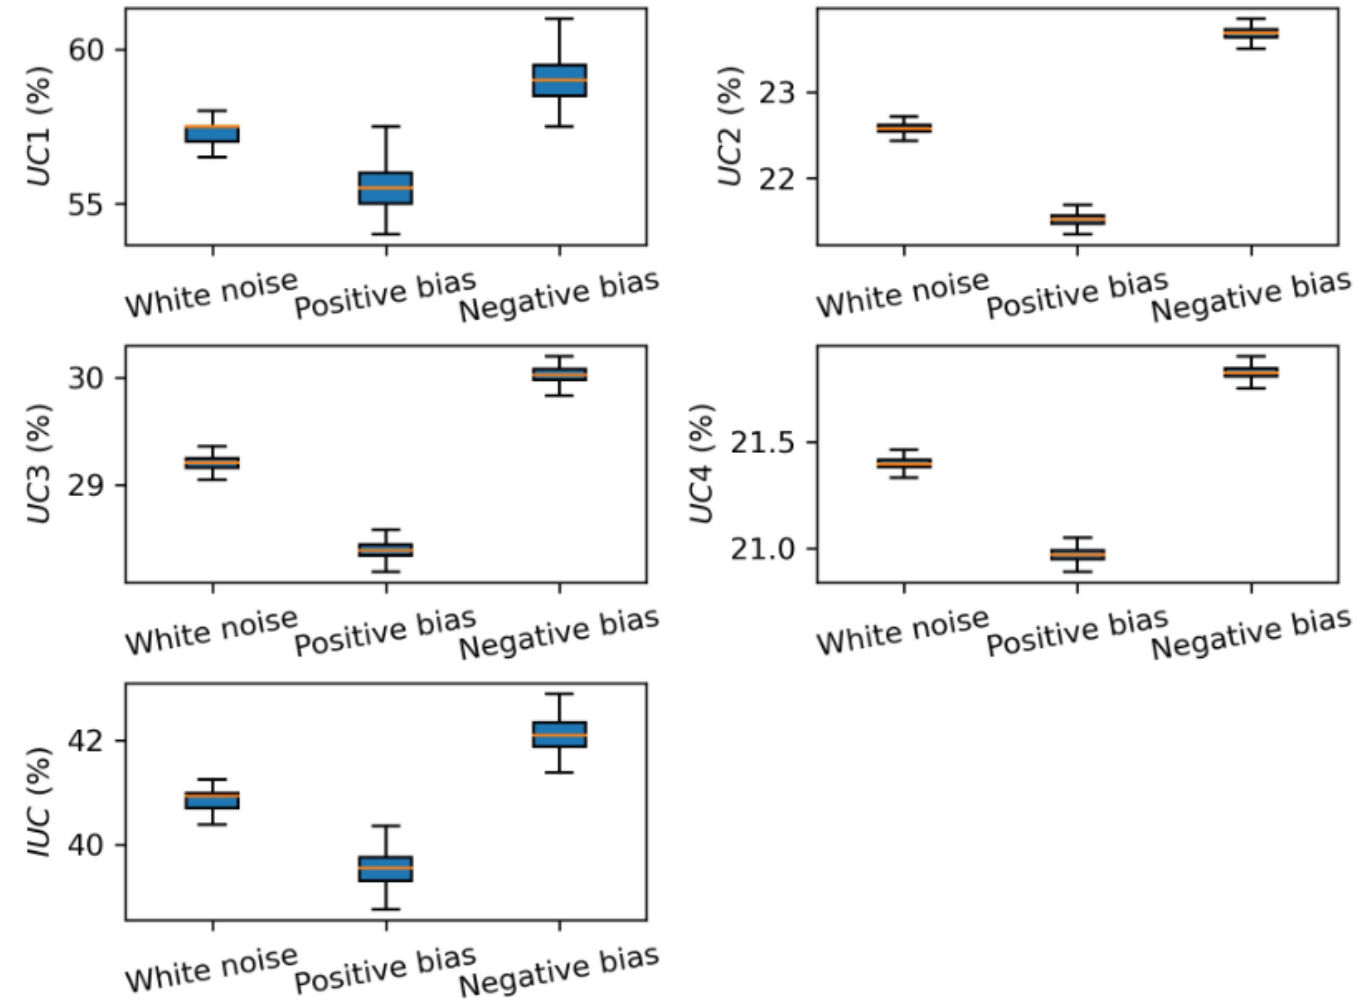 UC1 (%)
60
55
White noise Positive bias Negative bias
UC2 (%)
23
22
White noise Positive bias Negative bias
UC3 (%)
30
29
White noise Positive bias Negative bias
UC4 (%)
21.5
21.0
White noise Positive bias Negative bias
IUC (%)
42
40
White noise Positive bias Negative bias